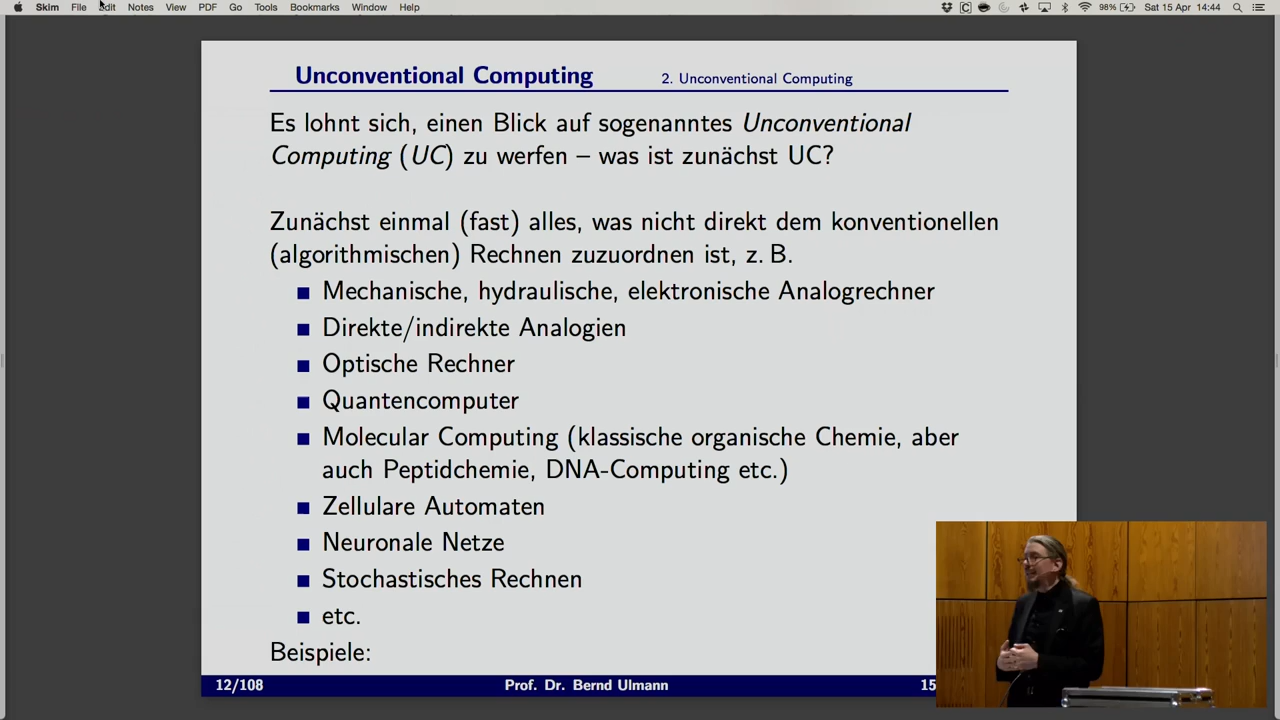 Skim File Edit Notes View PDF Go Tools Bookmarks Window Help 98% Sat 15 Apr 14:44
Unconventional Computing 2. Unconventional Computing
Es lohnt sich, einen Blick auf sogenanntes Unconventional
Computing (UC) zu werfen – was ist zunächst UC?
Zunächst einmal (fast) alles, was nicht direkt dem konventionellen
(algorithmischen) Rechnen zuzuordnen ist, z. B.
Mechanische, hydraulische, elektronische Analogrechner
Direkte/indirekte Analogien
Optische Rechner
Quantencomputer
Molecular Computing (klassische organische Chemie, aber
auch Peptidchemie, DNA-Computing etc.)
Zellulare Automaten
Neuronale Netze
Stochastisches Rechnen
etc.
Beispiele:
12/108 Prof. Dr. Bernd Ulmann 15